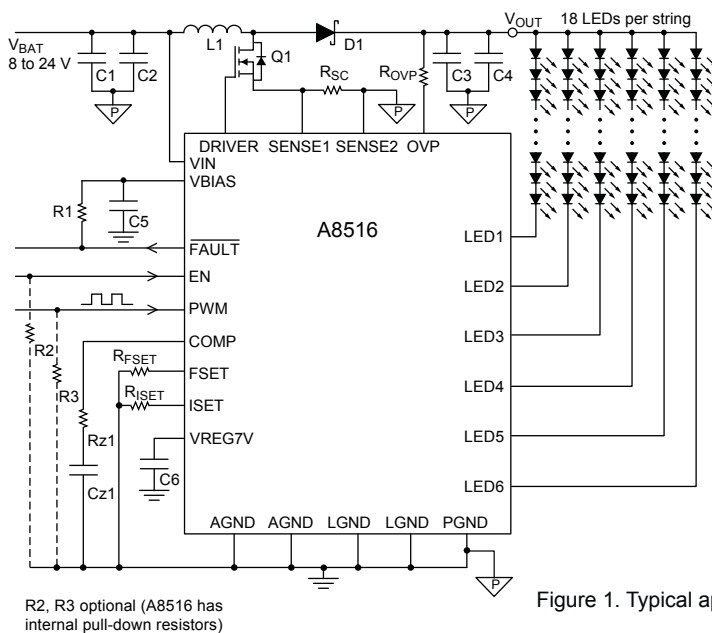 VOUT
18 LEDs per string
VBAT
8 to 24 V
L1
D1
Q1
C1
C2
RSC
ROVP
C3
C4
P
P
P
DRIVER
SENSE1
SENSE2
OVP
VIN
VBIAS
R1
C5
A8516
FAULT
LED1
EN
LED2
PWM
R2
COMP
LED3
RFSET
FSET
R3
RISET
ISET
LED4
Rz1
VREG7V
LED5
C6
Cz1
LED6
AGND
AGND
LGND
LGND
PGND
P
R2, R3 optional (A8516 has
internal pull-down resistors)
Figure 1. Typical